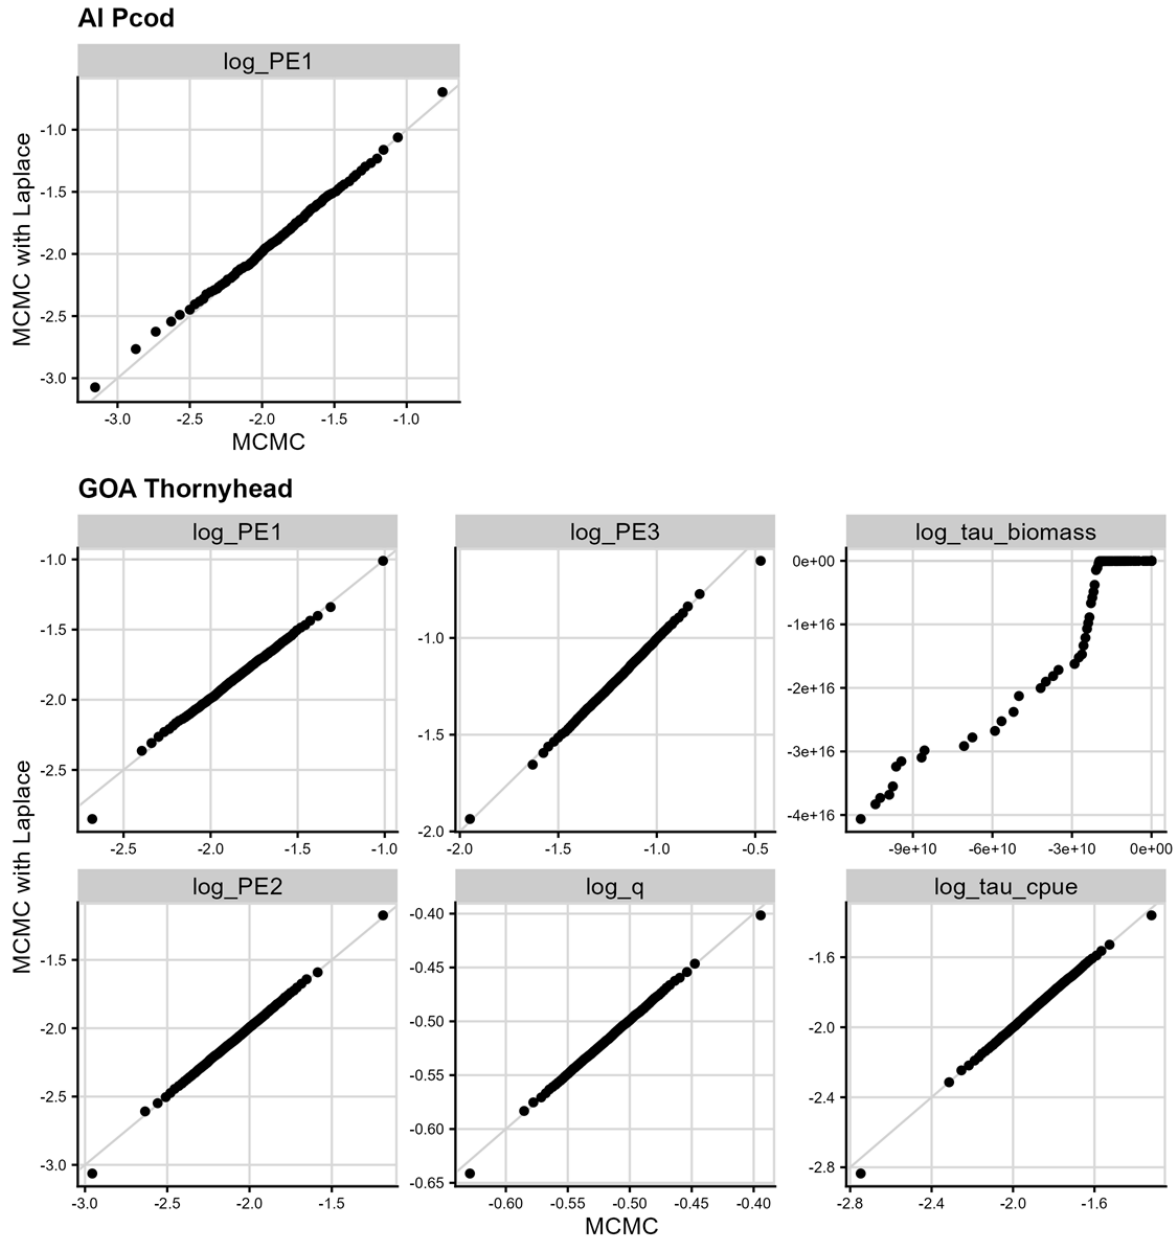 AI Pcod
log_PE1
-1.0
-1.5
-2.0
-2.5
-3.0
MCMC with Laplace
-3.0 -2.5 -2.0 -1.5 -1.0
MCMC
GOA Thornyhead
log_PE1
-1.0
-1.5
-2.0
-2.5
-2.5 -2.0 -1.5 -1.0
log_PE3
-1.0
-1.5
-2.0
-2.0 -1.5 -1.0 -0.5
log_tau_biomass
0e+00
-1e+16
-2e+16
-3e+16
-4e+16
-9e+10 -6e+10 -3e+10 0e+00
MCMC with Laplace
log_PE2
-1.5
-2.0
-2.5
-3.0
-3.0 -2.5 -2.0 -1.5
log_q
-0.40
-0.45
-0.50
-0.55
-0.60
-0.65
-0.60 -0.55 -0.50 -0.45 -0.40
log_tau_cpue
-1.6
-2.0
-2.4
-2.8
-2.8 -2.4 -2.0 -1.6
MCMC